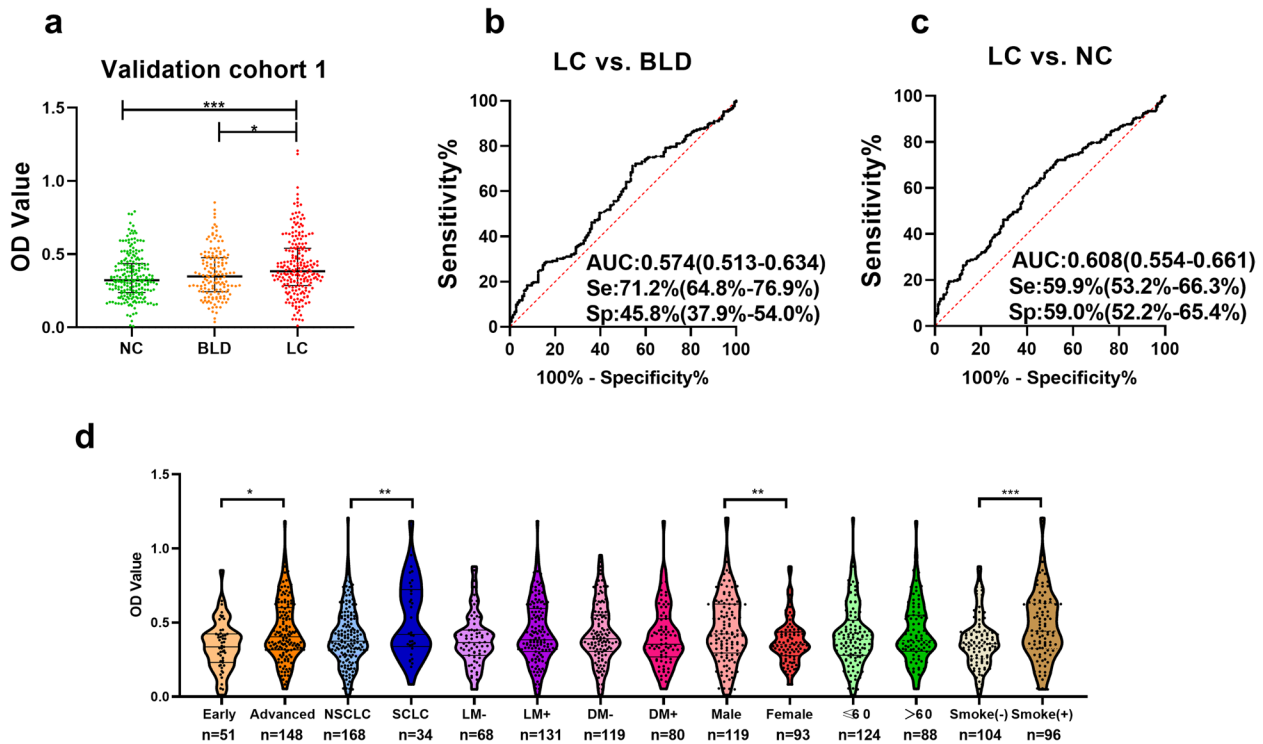 a
Validation cohort 1
OD Value
1.5
1.0
0.5
0.0
***
*
NC BLD LC
b
LC vs. BLD
Sensitivity%
100
80
60
40
20
0
AUC:0.574(0.513-0.634)
Se:71.2%(64.8%-76.9%)
Sp:45.8%(37.9%-54.0%)
0 20 40 60 80 100
100% - Specificity%
c
LC vs. NC
Sensitivity%
100
80
60
40
20
0
AUC:0.608(0.554-0.661)
Se:59.9%(53.2%-66.3%)
Sp:59.0%(52.2%-65.4%)
0 20 40 60 80 100
100% - Specificity%
d
OD Value
1.5
1.0
0.5
0.0
* ** ** ***
Early Advanced NSCLC SCLC LM- LM+ DM- DM+ Male Female ≤60 >60 Smoke(-) Smoke(+)
n=51 n=148 n=168 n=34 n=68 n=131 n=119 n=80 n=119 n=93 n=124 n=88 n=104 n=96